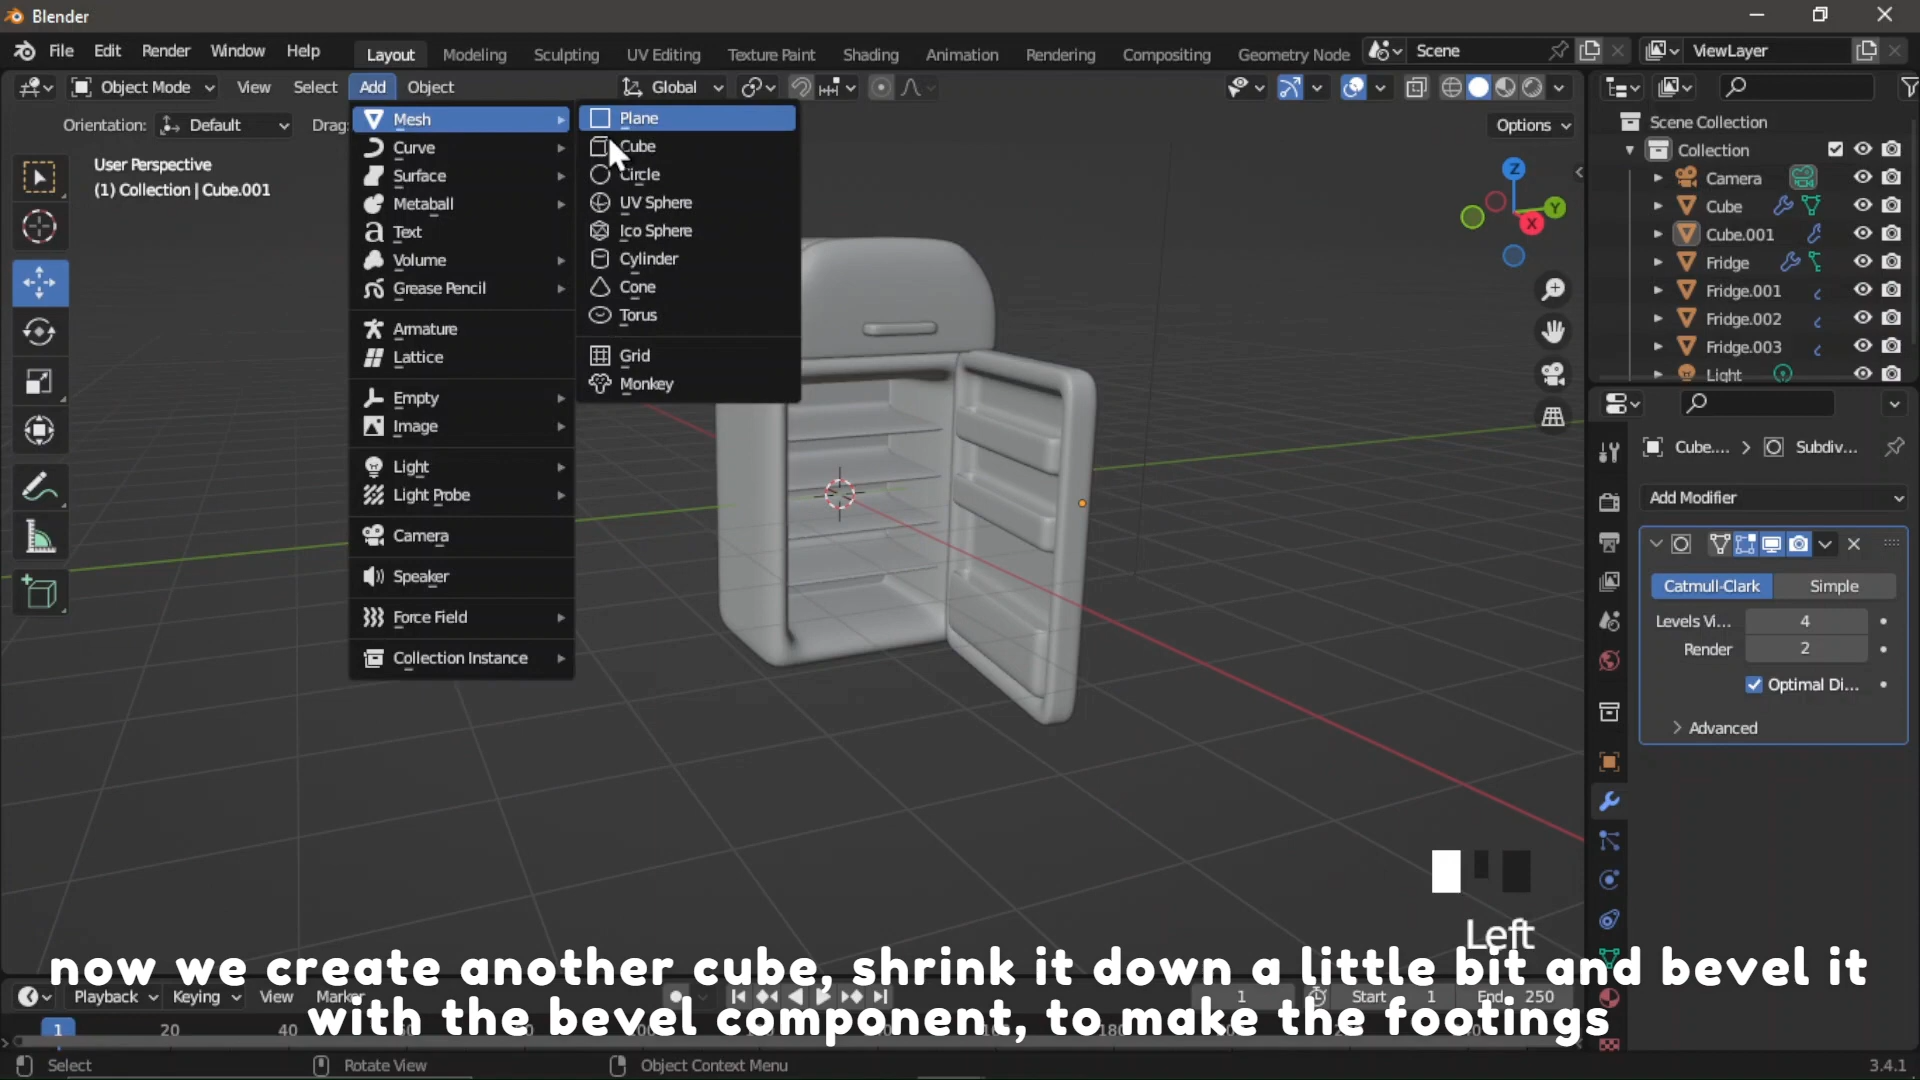 Blender
File Edit Render Window Help Layout Modeling Sculpting UV Editing Texture Paint Shading Animation Rendering Compositing Geometry Node Scene ViewLayer
Object Mode View Select Add Object Global
Orientation: Default Drag: Options
User Perspective
(1) Collection | Cube.001
Mesh
Curve
Surface
Metaball
Text
Volume
Grease Pencil
Armature
Lattice
Empty
Image
Light
Light Probe
Camera
Speaker
Force Field
Collection Instance
Plane
Cube
Circle
UV Sphere
Ico Sphere
Cylinder
Cone
Torus
Grid
Monkey
Z
Y
X
Scene Collection
Collection
Camera
Cube
Cube.001
Fridge
Fridge.001
Fridge.002
Fridge.003
Light
Cube.... > Subdiv...
Add Modifier
Catmull-Clark Simple
Levels Vi... 4
Render 2
Optimal Di...
Advanced
Left
now we create another cube, shrink it down a little bit and bevel it
with the bevel component, to make the footings
Playback Keying View Marker 1 Start 1 End 250
1 20 40 180
Select Rotate View Object Context Menu 3.4.1